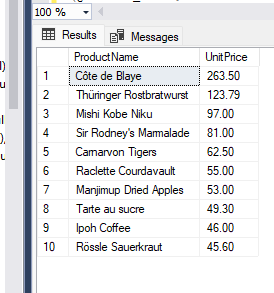 100 %
Results Messages
ProductName UnitPrice
1 Côte de Blaye 263.50
2 Thüringer Rostbratwurst 123.79
3 Mishi Kobe Niku 97.00
4 Sir Rodney's Marmalade 81.00
5 Carnarvon Tigers 62.50
6 Raclette Courdavault 55.00
7 Manjimup Dried Apples 53.00
8 Tarte au sucre 49.30
9 Ipoh Coffee 46.00
10 Rössle Sauerkraut 45.60